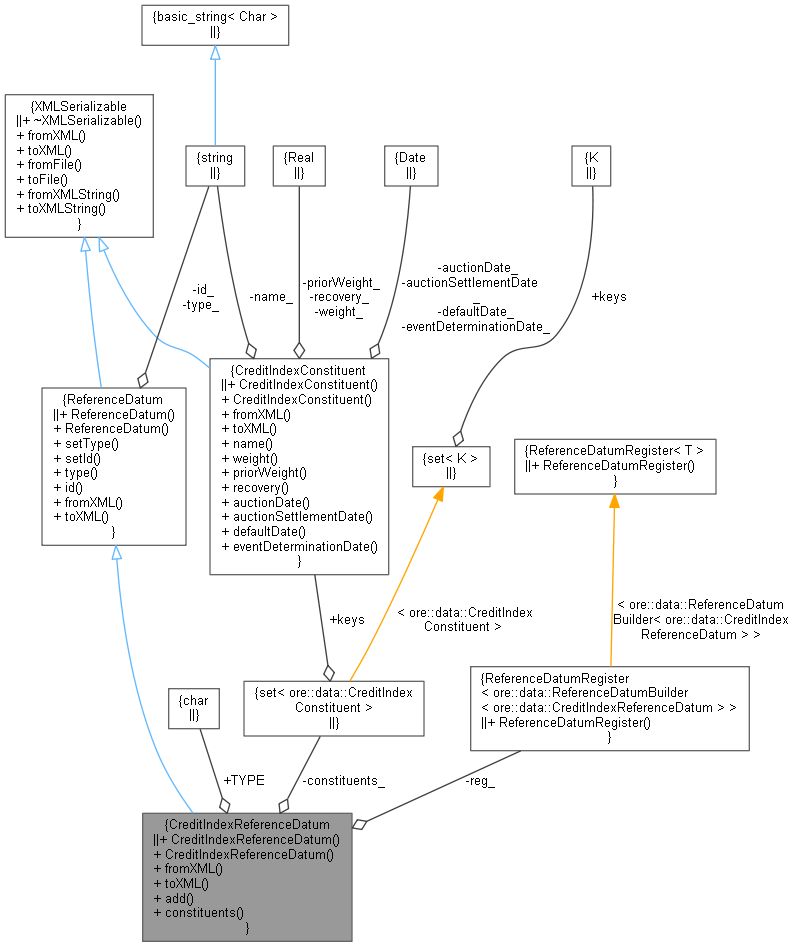 {basic_string< Char >
||}
{XMLSerializable
||+ ~XMLSerializable()
+ fromXML()
+ toXML()
+ fromFile()
+ toFile()
+ fromXMLString()
+ toXMLString()
}
{string
||}
{Real
||}
{Date
||}
{K
||}
-id_
-type_
-name_
-priorWeight_
-recovery_
-weight_
-auctionDate_
-auctionSettlementDate
_
-defaultDate_
-eventDeterminationDate_
+keys
{ReferenceDatum
||+ ReferenceDatum()
+ ReferenceDatum()
+ setType()
+ setId()
+ type()
+ id()
+ fromXML()
+ toXML()
}
{CreditIndexConstituent
||+ CreditIndexConstituent()
+ CreditIndexConstituent()
+ fromXML()
+ toXML()
+ name()
+ weight()
+ priorWeight()
+ recovery()
+ auctionDate()
+ auctionSettlementDate()
+ defaultDate()
+ eventDeterminationDate()
}
{set< K >
||}
{ReferenceDatumRegister< T >
||+ ReferenceDatumRegister()
}
+keys
< ore::data::CreditIndex
Constituent >
< ore::data::ReferenceDatum
Builder< ore::data::CreditIndex
ReferenceDatum > >
{char
||}
{set< ore::data::CreditIndex
Constituent >
||}
{ReferenceDatumRegister
< ore::data::ReferenceDatumBuilder
< ore::data::CreditIndexReferenceDatum > >
||+ ReferenceDatumRegister()
}
+TYPE
-constituents_
-reg_
{CreditIndexReferenceDatum
||+ CreditIndexReferenceDatum()
+ CreditIndexReferenceDatum()
+ fromXML()
+ toXML()
+ add()
+ constituents()
}